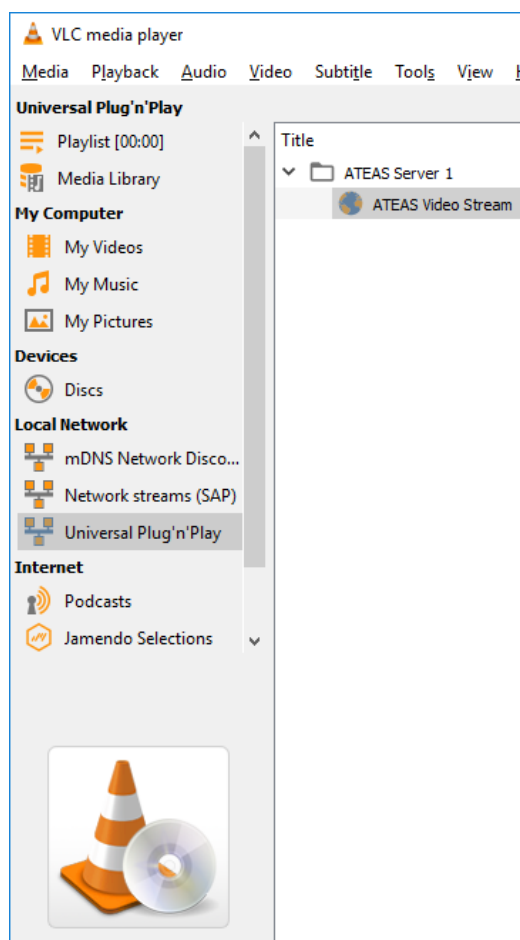 VLC media player
Media Playback Audio Video Subtitle Tools View
Universal Plug'n'Play
Playlist [00:00]
Media Library
My Computer
My Videos
My Music
My Pictures
Devices
Discs
Local Network
mDNS Network Disco...
Network streams (SAP)
Universal Plug'n'Play
Internet
Podcasts
Jamendo Selections
Title
ATEAS Server 1
ATEAS Video Stream